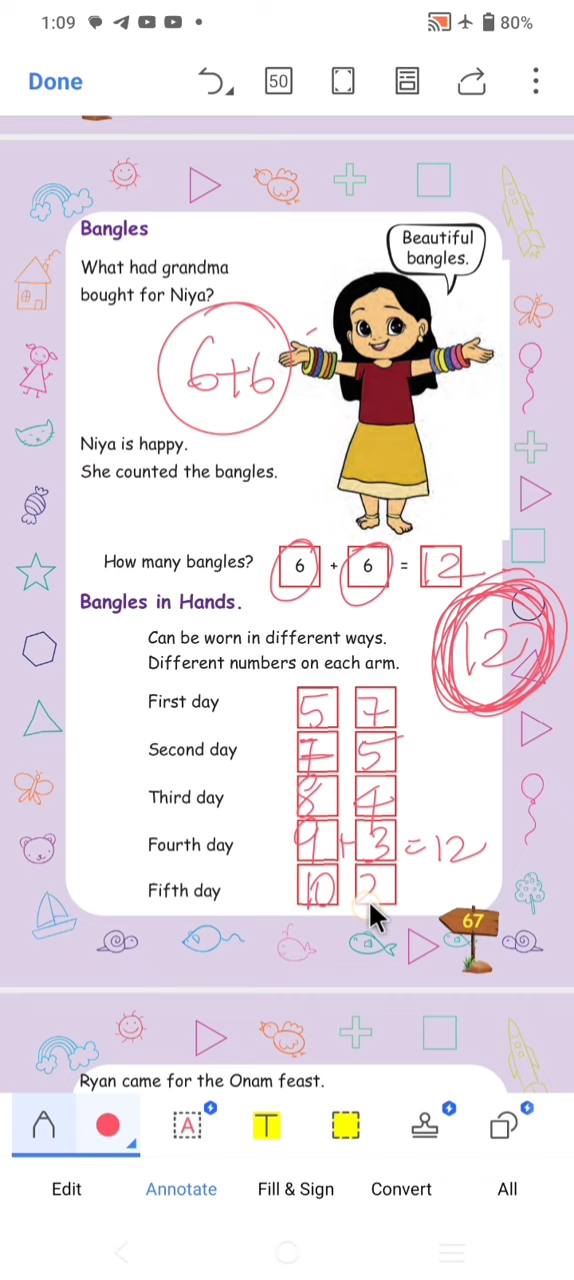 1:09
80%
Done
50
Bangles
Beautiful
bangles.
What had grandma
bought for Niya?
6+6
Niya is happy.
She counted the bangles.
How many bangles? 6 + 6 = 12
Bangles in Hands.
12
Can be worn in different ways.
Different numbers on each arm.
First day 5 7
Second day 7 5
Third day 8 4
Fourth day 9 + 3 = 12
Fifth day 10 2
67
Ryan came for the Onam feast.
A
T
Edit Annotate Fill & Sign Convert All